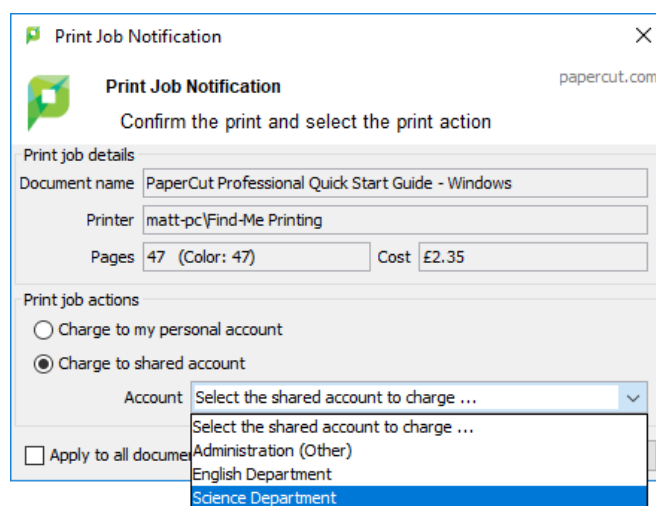 Print Job Notification
papercut.com
Print Job Notification
Confirm the print and select the print action
Print job details
Document name PaperCut Professional Quick Start Guide - Windows
Printer matt-pc\Find-Me Printing
Pages 47 (Color: 47) Cost £2.35
Print job actions
Charge to my personal account
Charge to shared account
Account Select the shared account to charge ...
Select the shared account to charge ...
Administration (Other)
Apply to all
English Department
Science Department